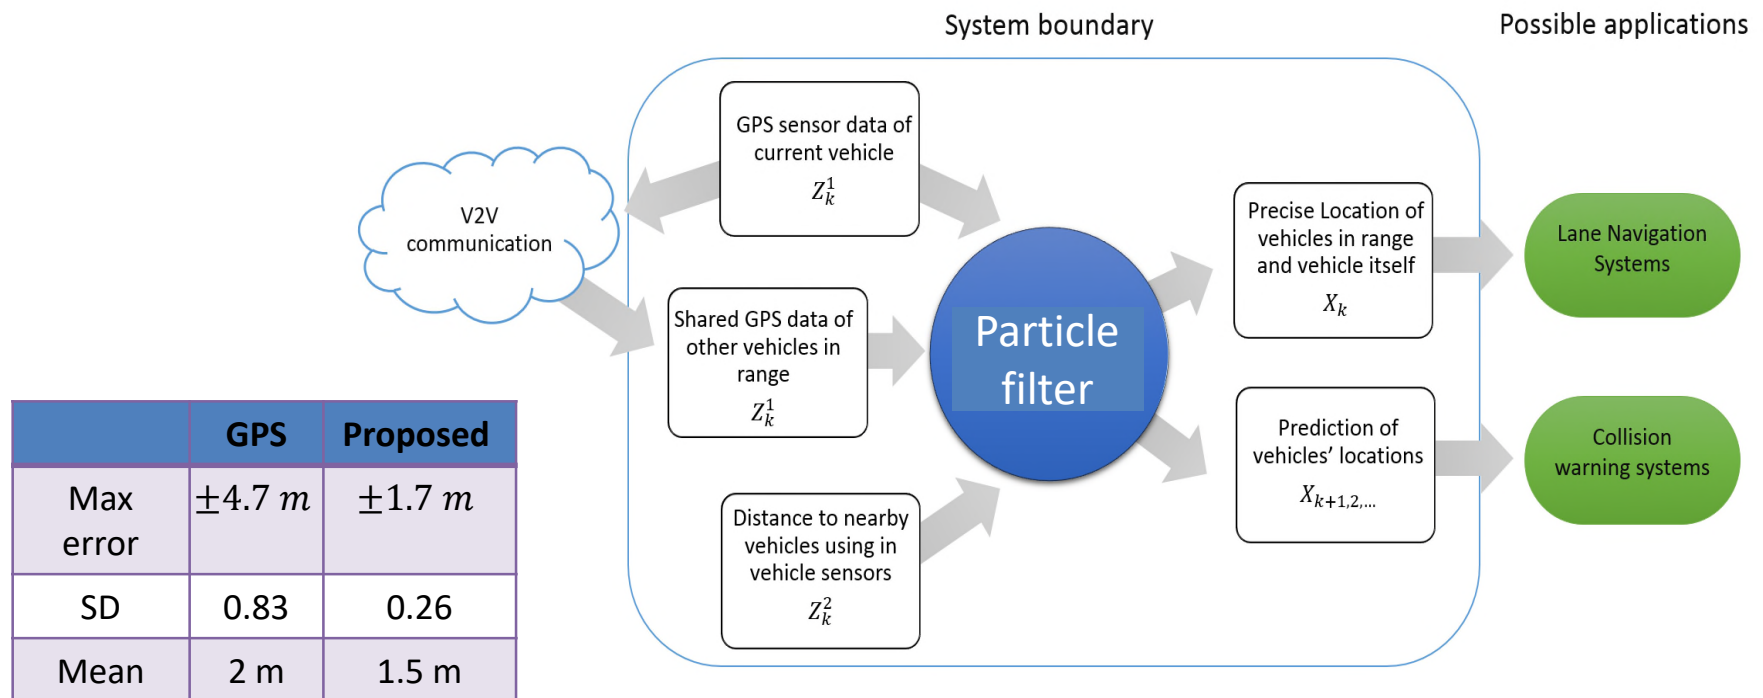 System boundary
Possible applications
GPS sensor data of
current vehicle
Z_k^1
V2V
communication
Shared GPS data of
other vehicles in
range
Z_k^1
Distance to nearby
vehicles using in
vehicle sensors
Z_k^2
Particle
filter
Precise Location of
vehicles in range
and vehicle itself
X_k
Prediction of
vehicles’ locations
X_{k+1,2,...}
Lane Navigation
Systems
Collision
warning systems
GPS Proposed
Max
error ±4.7 m ±1.7 m
SD 0.83 0.26
Mean 2 m 1.5 m